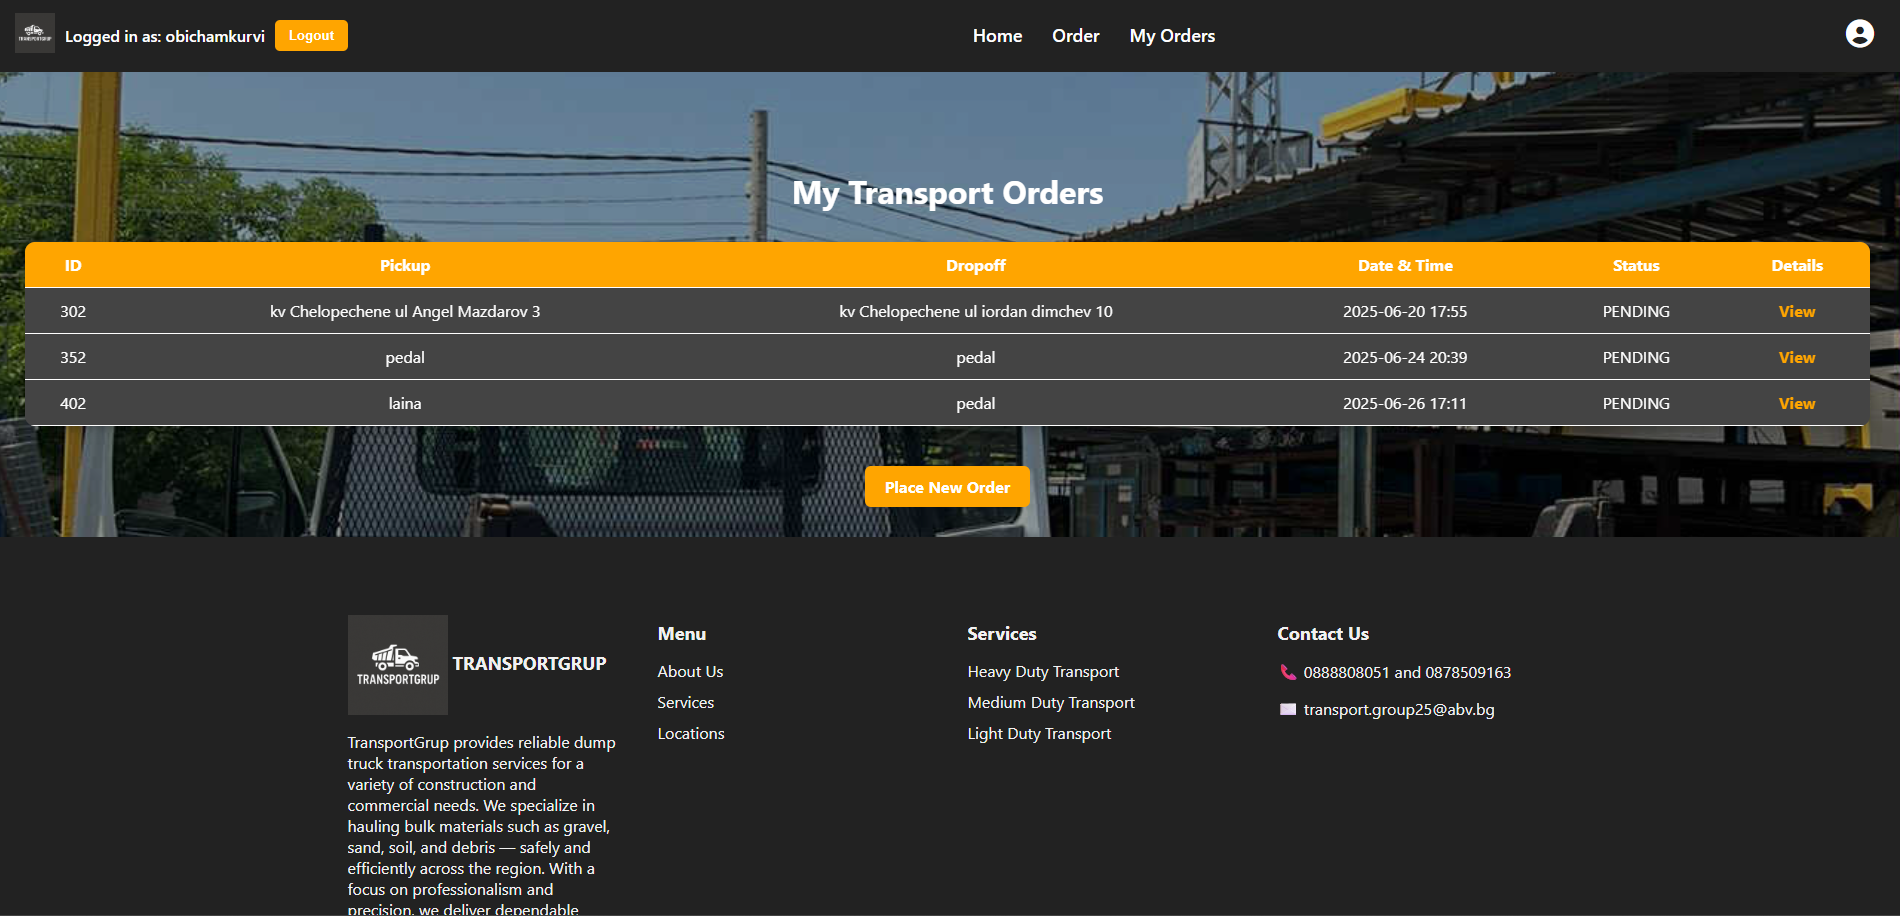 TRANSPORTGRUP
Logged in as: obichamkurvi Logout Home Order My Orders
My Transport Orders
ID Pickup Dropoff Date & Time Status Details
302 kv Chelopechene ul Angel Mazdarov 3 kv Chelopechene ul iordan dimchev 10 2025-06-20 17:55 PENDING View
352 pedal pedal 2025-06-24 20:39 PENDING View
402 laina pedal 2025-06-26 17:11 PENDING View
Place New Order
TRANSPORTGRUP
TRANSPORTGRUP
TransportGrup provides reliable dump
truck transportation services for a
variety of construction and
commercial needs. We specialize in
hauling bulk materials such as gravel,
sand, soil, and debris — safely and
efficiently across the region. With a
focus on professionalism and
precision, we deliver dependable
Menu
About Us
Services
Locations
Services
Heavy Duty Transport
Medium Duty Transport
Light Duty Transport
Contact Us
0888808051 and 0878509163
transport.group25@abv.bg